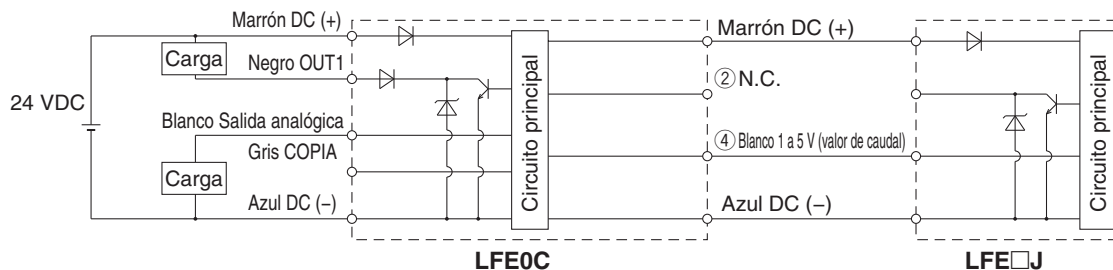 Marrón DC (+)
Carga
Negro OUT1
24 VDC
Blanco Salida analógica
Gris COPIA
Carga
Azul DC (−)
Circuito principal
LFE0C
Marrón DC (+)
② N.C.
④ Blanco 1 a 5 V (valor de caudal)
Azul DC (−)
Circuito principal
LFE□J